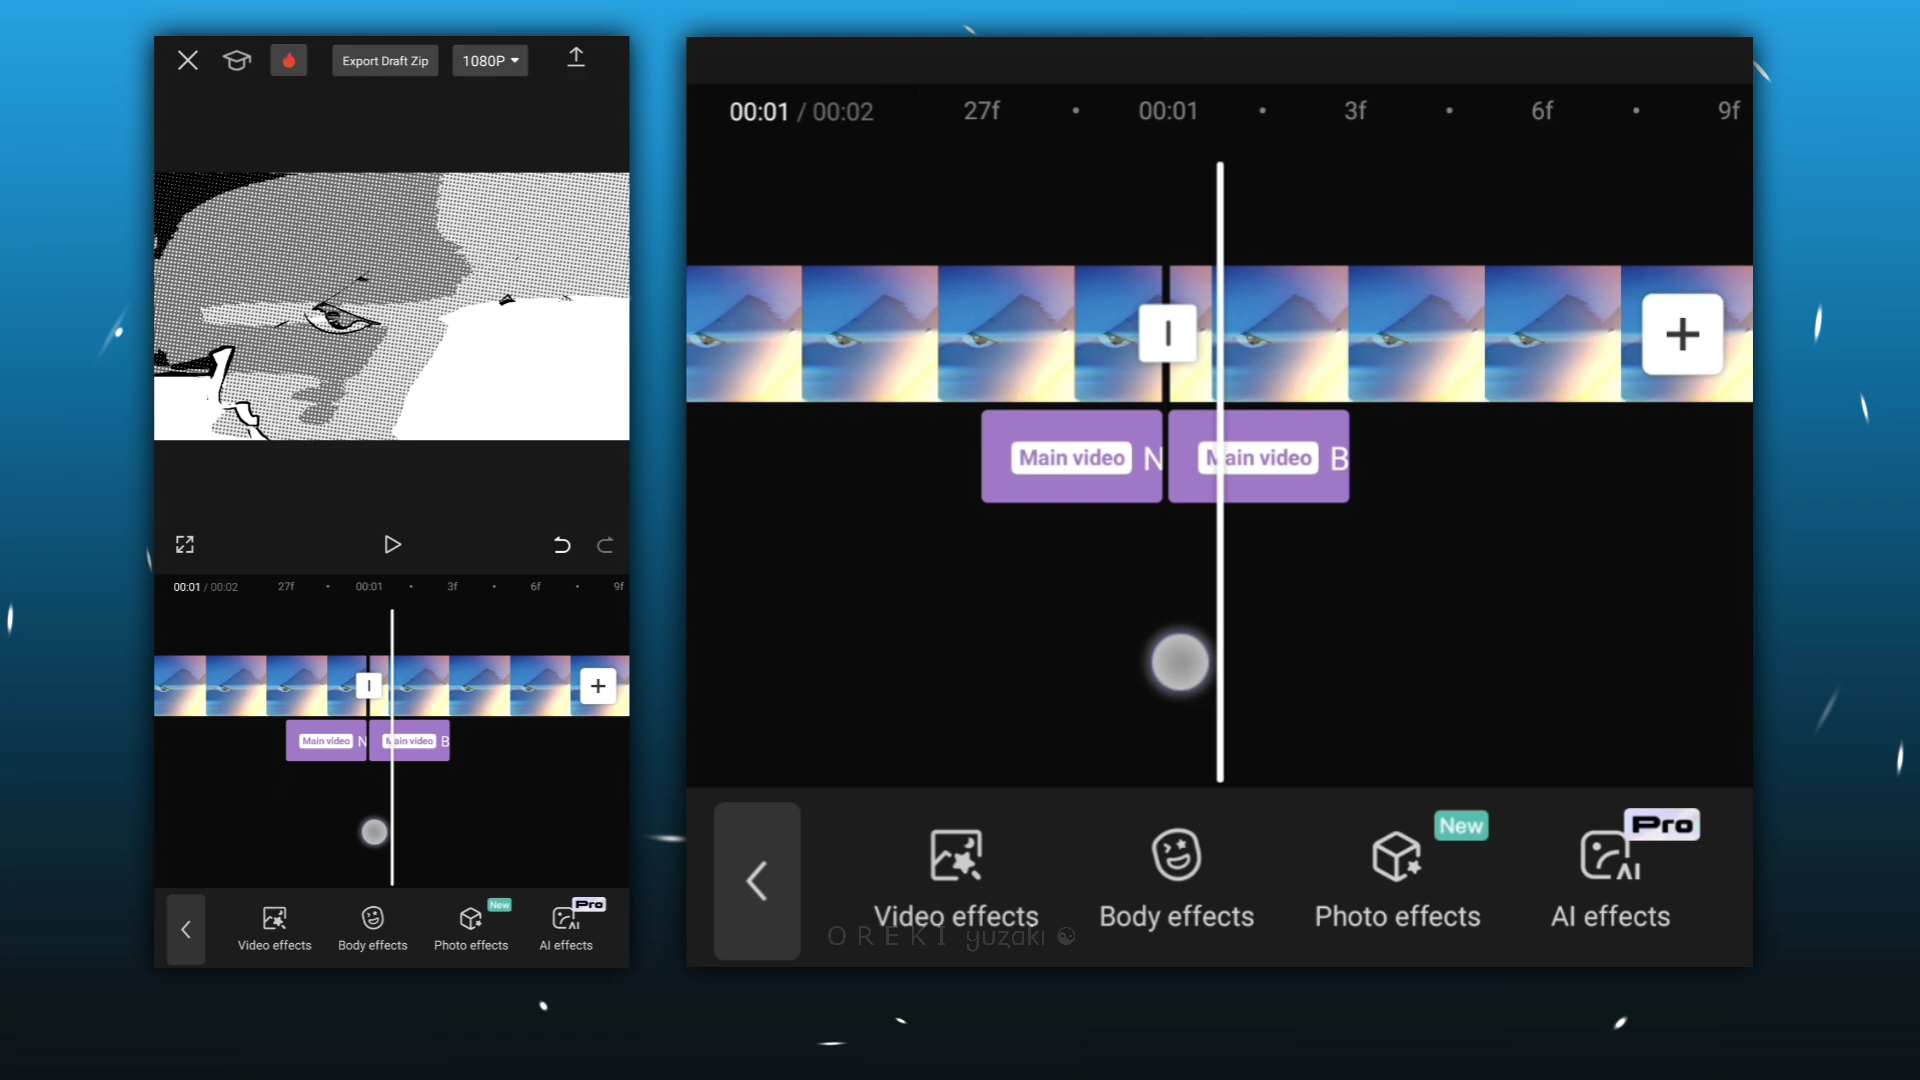 Export Draft Zip
1080P
00:01 / 00:02 27f 00:01 3f 6f 9f
Main video N
Main video B
Video effects
Body effects
New
Photo effects
Pro
AI
AI effects
00:01 / 00:02 27f 00:01 3f 6f 9f
Main video N
Main video B
Video effects
Body effects
New
Photo effects
Pro
AI
AI effects
OREKI yuzaki